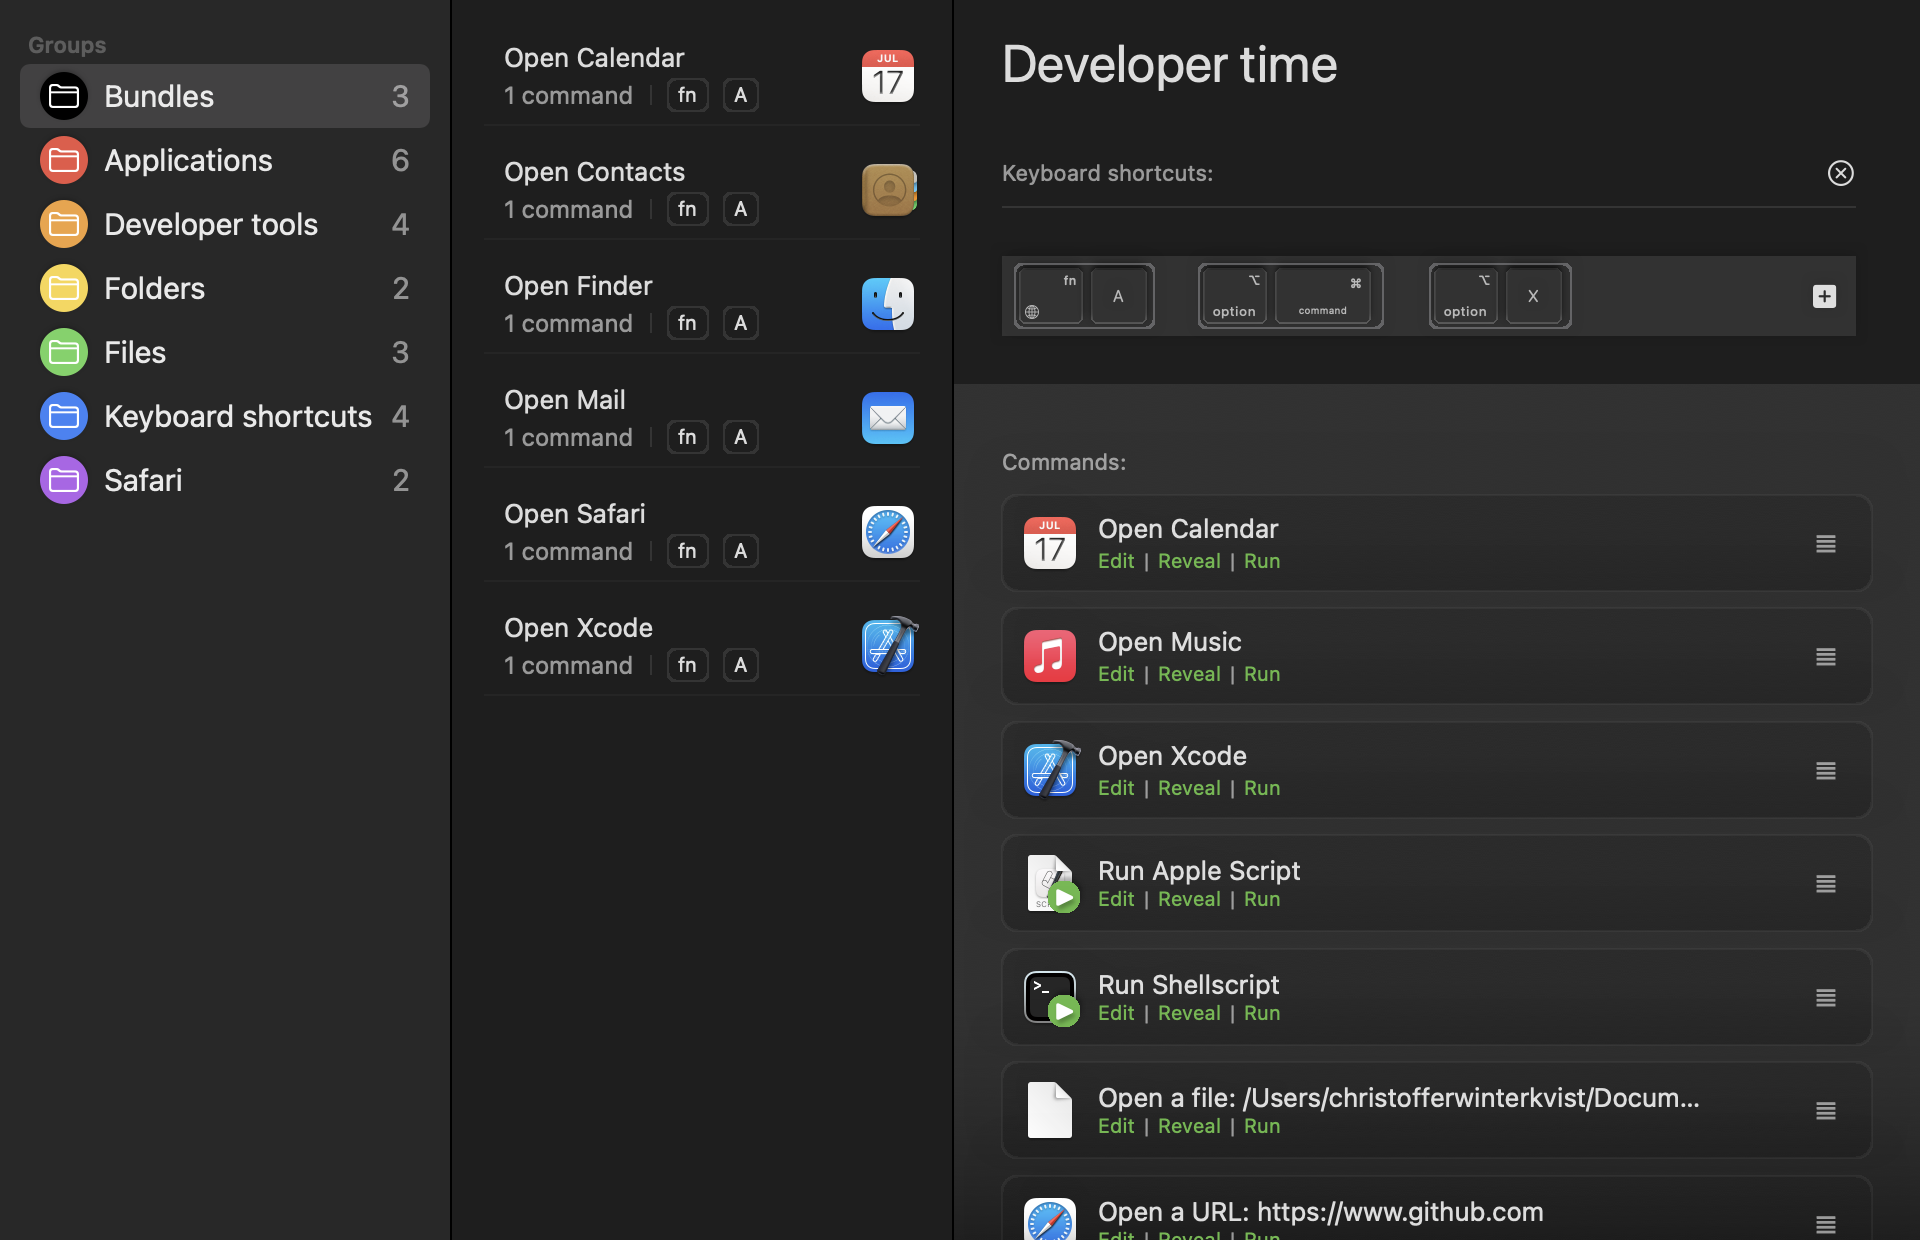 Groups
Bundles 3
Applications 6
Developer tools 4
Folders 2
Files 3
Keyboard shortcuts 4
Safari 2
Open Calendar
1 command | fn A
JUL
17
Open Contacts
1 command | fn A
Open Finder
1 command | fn A
Open Mail
1 command | fn A
Open Safari
1 command | fn A
Open Xcode
1 command | fn A
Developer time
Keyboard shortcuts:
fn A
⌥ option ⌘ command
⌥ option X
Commands:
JUL
17
Open Calendar
Edit | Reveal | Run
Open Music
Edit | Reveal | Run
Open Xcode
Edit | Reveal | Run
Run Apple Script
Edit | Reveal | Run
>_
Run Shellscript
Edit | Reveal | Run
Open a file: /Users/christofferwinterkvist/Docum...
Edit | Reveal | Run
Open a URL: https://www.github.com
Edit | Reveal | Run